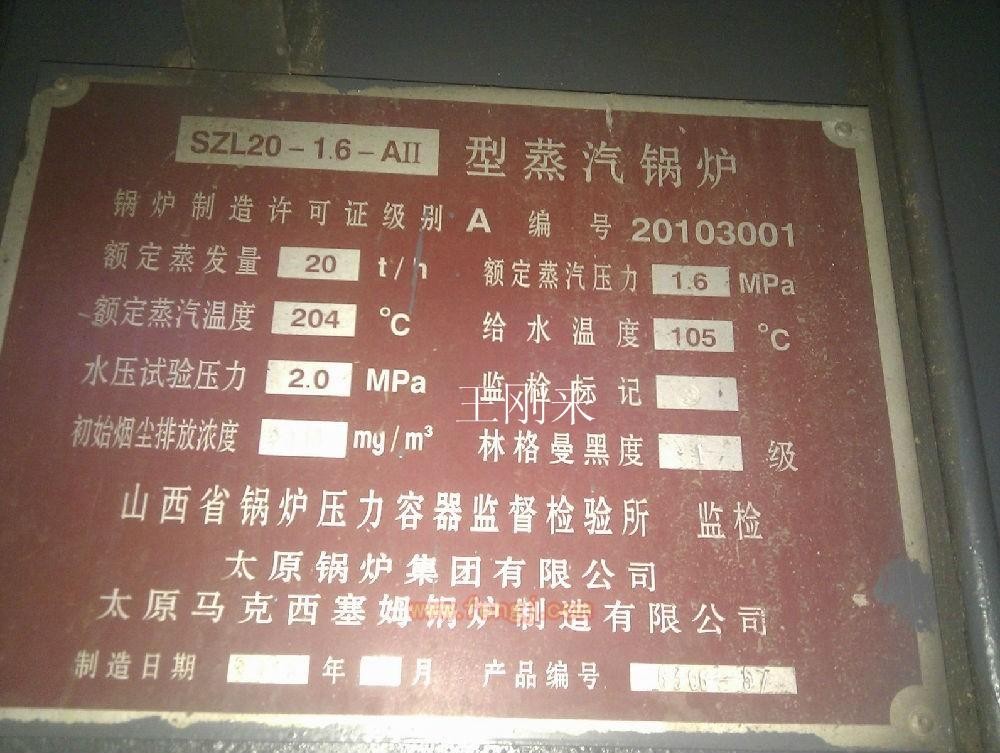 SZL20-1.6-AII 型蒸汽锅炉
锅炉制造许可证级别 A 编号 20103001
额定蒸发量 20 t/h 额定蒸汽压力 1.6 MPa
额定蒸汽温度 204 ℃ 给水温度 105 ℃
水压试验压力 2.0 MPa 监检标记
王刚来
初始烟尘排放浓度 mg/m³ 林格曼黑度 级
山西省锅炉压力容器监督检验所 监检
太原锅炉集团有限公司
太原马克西塞姆锅炉制造有限公司
制造日期 年 月 产品编号